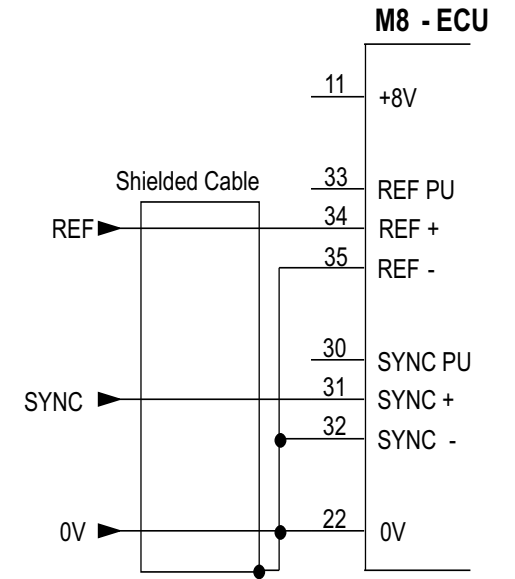 M8 - ECU
11 +8V
Shielded Cable
33 REF PU
REF 34 REF +
35 REF -
30 SYNC PU
SYNC 31 SYNC +
32 SYNC -
0V 22 0V